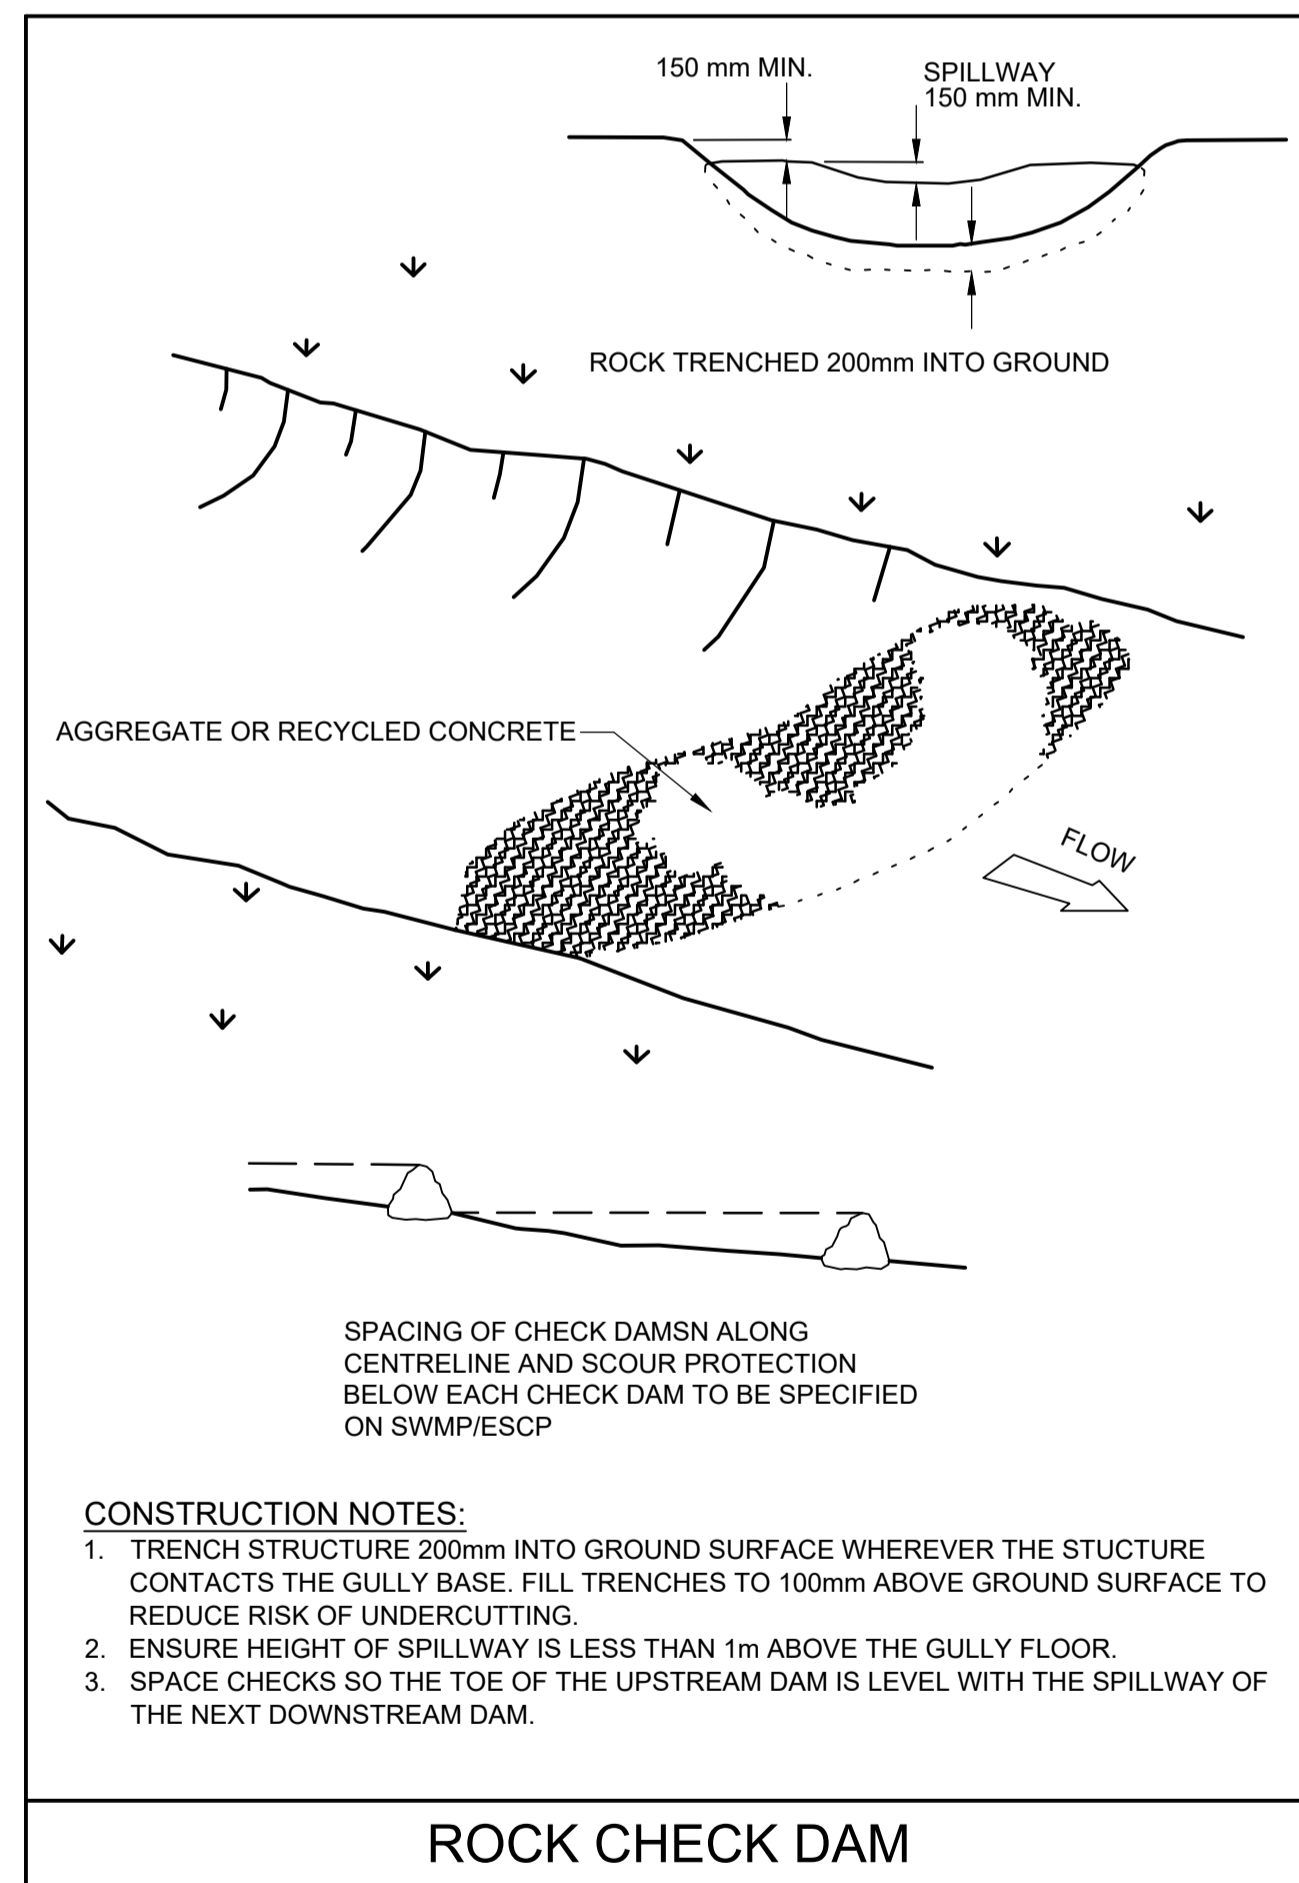 150 mm MIN.
SPILLWAY
150 mm MIN.
ROCK TRENCHED 200mm INTO GROUND
AGGREGATE OR RECYCLED CONCRETE
FLOW
SPACING OF CHECK DAMSN ALONG
CENTRELINE AND SCOUR PROTECTION
BELOW EACH CHECK DAM TO BE SPECIFIED
ON SWMP/ESCP
CONSTRUCTION NOTES:
1. TRENCH STRUCTURE 200mm INTO GROUND SURFACE WHEREVER THE STUCTURE
CONTACTS THE GULLY BASE. FILL TRENCHES TO 100mm ABOVE GROUND SURFACE TO
REDUCE RISK OF UNDERCUTTING.
2. ENSURE HEIGHT OF SPILLWAY IS LESS THAN 1m ABOVE THE GULLY FLOOR.
3. SPACE CHECKS SO THE TOE OF THE UPSTREAM DAM IS LEVEL WITH THE SPILLWAY OF
THE NEXT DOWNSTREAM DAM.
ROCK CHECK DAM